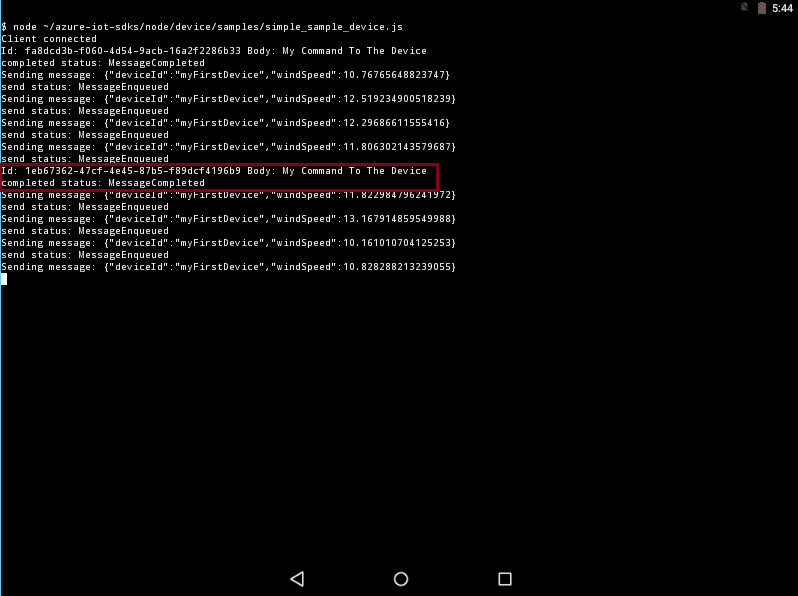 5:44
$ node ~/azure-iot-sdks/node/device/samples/simple_sample_device.js
Client connected
Id: fa8dcd3b-f060-4d54-9acb-16a2f2286b33 Body: My Command To The Device
completed status: MessageCompleted
Sending message: {"deviceId":"myFirstDevice","windSpeed":10.76765648823747}
send status: MessageEnqueued
Sending message: {"deviceId":"myFirstDevice","windSpeed":12.519234900518239}
send status: MessageEnqueued
Sending message: {"deviceId":"myFirstDevice","windSpeed":12.29686611555416}
send status: MessageEnqueued
Sending message: {"deviceId":"myFirstDevice","windSpeed":11.806302143579687}
send status: MessageEnqueued
Id: 1eb67362-47cf-4e45-87b5-f89dcf4196b9 Body: My Command To The Device
completed status: MessageCompleted
Sending message: {"deviceId":"myFirstDevice","windSpeed":11.822984796241972}
send status: MessageEnqueued
Sending message: {"deviceId":"myFirstDevice","windSpeed":13.167914859549988}
send status: MessageEnqueued
Sending message: {"deviceId":"myFirstDevice","windSpeed":10.161010704125253}
send status: MessageEnqueued
Sending message: {"deviceId":"myFirstDevice","windSpeed":10.828288213239055}